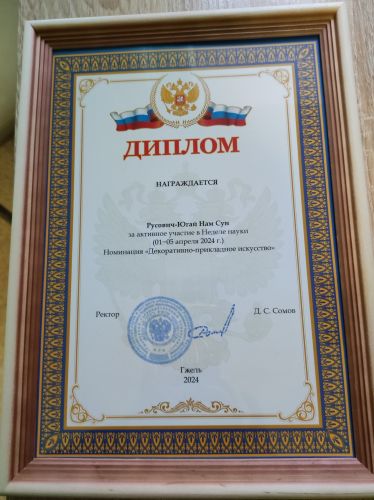 ДИПЛОМ
НАГРАЖДАЕТСЯ
Русович-Югай Нам Сун
за активное участие в Неделе науки
(01–05 апреля 2024 г.)
Номинация «Декоративно-прикладное искусство»
Ректор
Д. С. Сомов
Гжель
2024